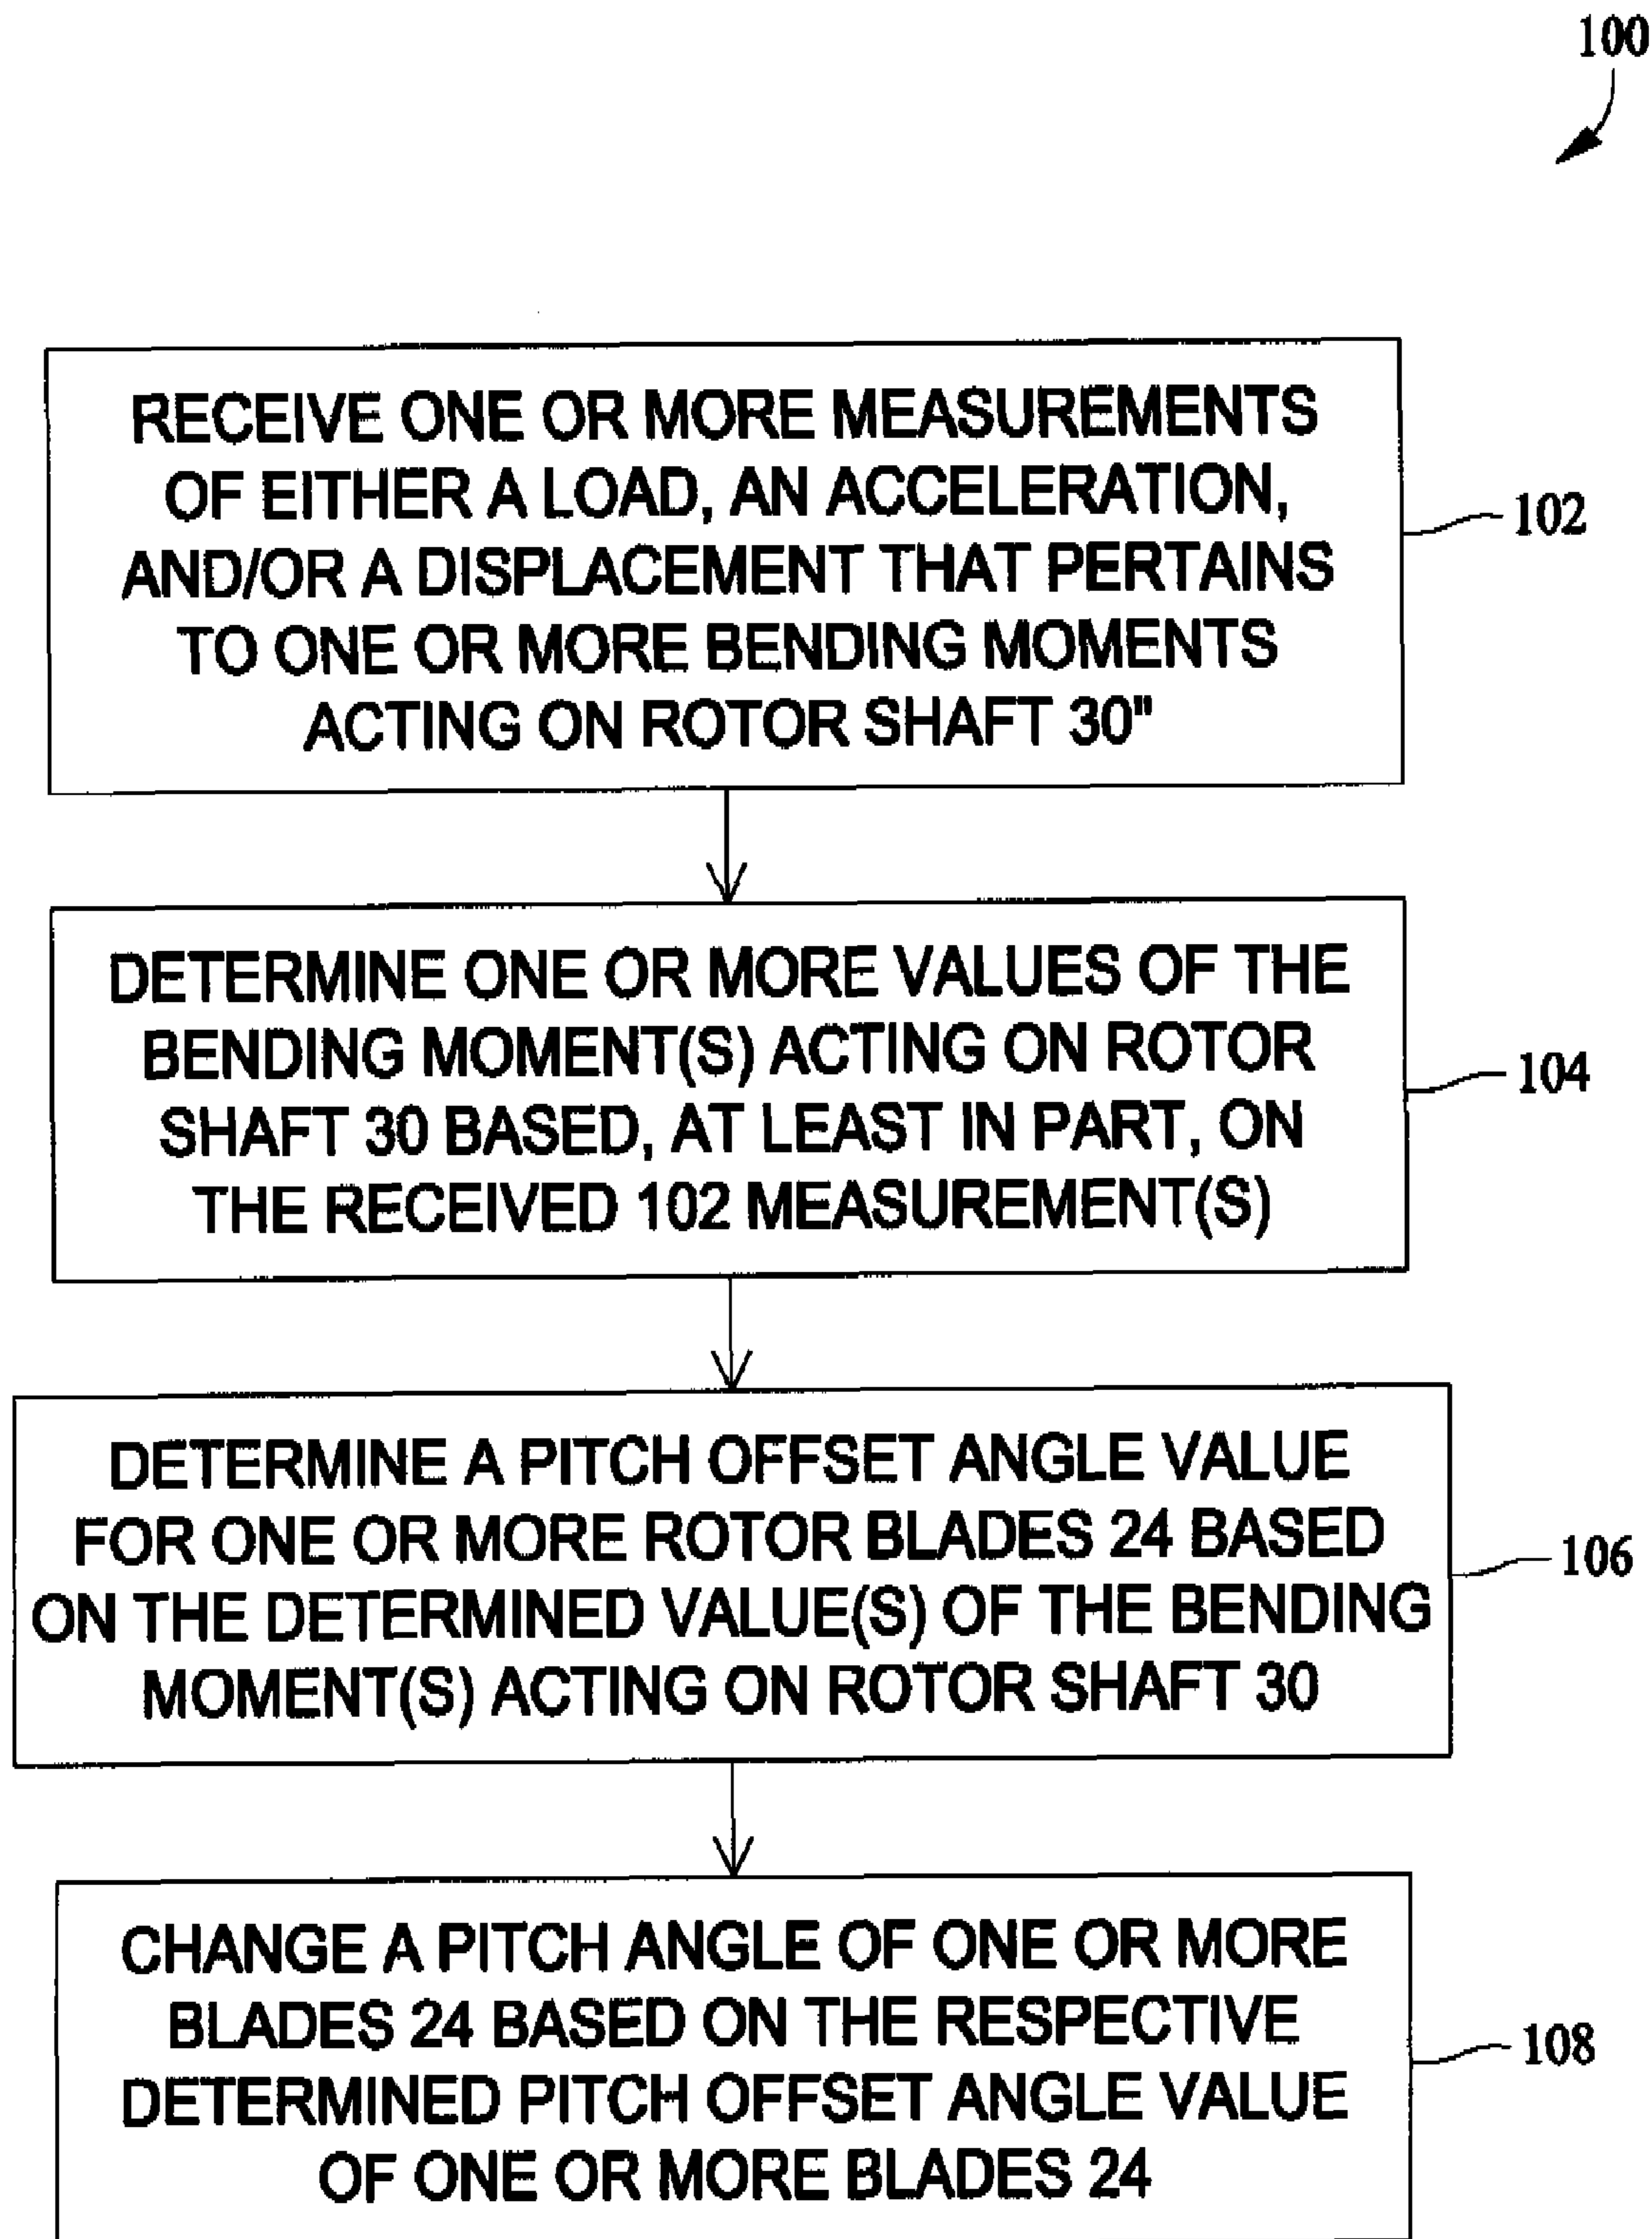 100
RECEIVE ONE OR MORE MEASUREMENTS
OF EITHER A LOAD, AN ACCELERATION,
AND/OR A DISPLACEMENT THAT PERTAINS
TO ONE OR MORE BENDING MOMENTS
ACTING ON ROTOR SHAFT 30"
102
DETERMINE ONE OR MORE VALUES OF THE
BENDING MOMENT(S) ACTING ON ROTOR
SHAFT 30 BASED, AT LEAST IN PART, ON
THE RECEIVED 102 MEASUREMENT(S)
104
DETERMINE A PITCH OFFSET ANGLE VALUE
FOR ONE OR MORE ROTOR BLADES 24 BASED
ON THE DETERMINED VALUE(S) OF THE BENDING
MOMENT(S) ACTING ON ROTOR SHAFT 30
106
CHANGE A PITCH ANGLE OF ONE OR MORE
BLADES 24 BASED ON THE RESPECTIVE
DETERMINED PITCH OFFSET ANGLE VALUE
OF ONE OR MORE BLADES 24
108